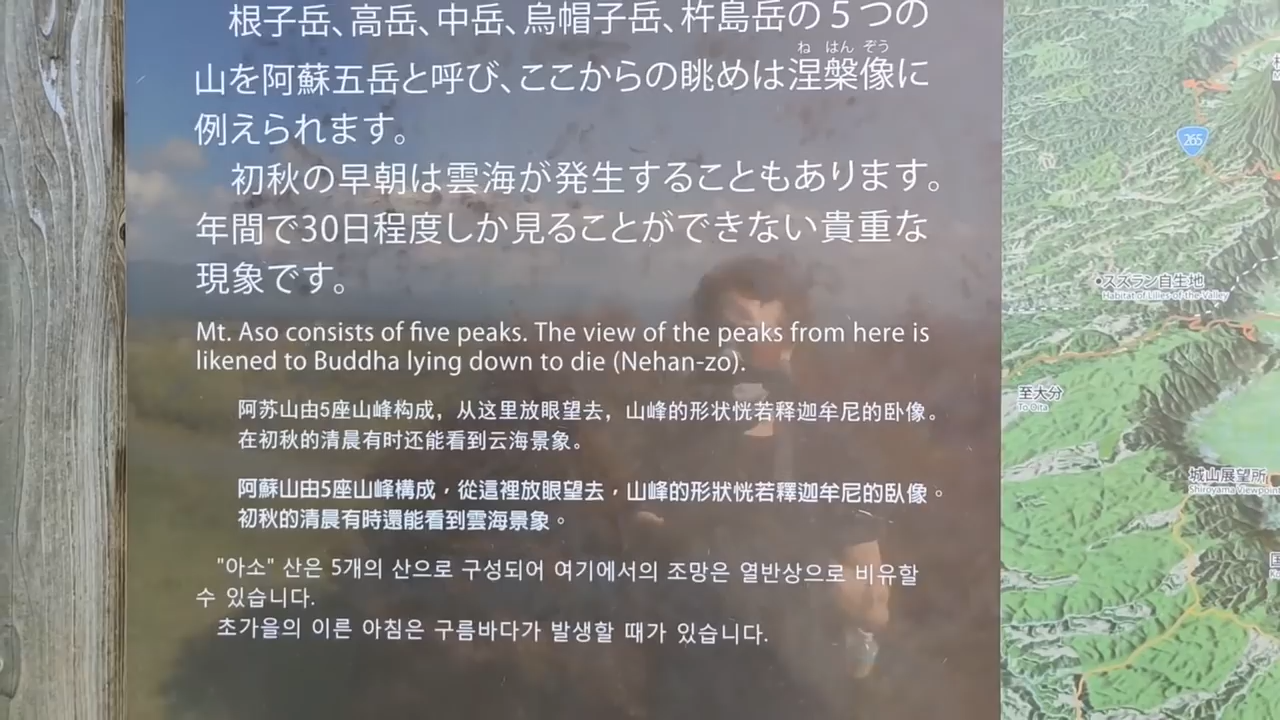 根子岳、高岳、中岳、烏帽子岳、杵島岳の５つの
ね はん ぞう
山を阿蘇五岳と呼び、ここからの眺めは涅槃像に
例えられます。
初秋の早朝は雲海が発生することもあります。
年間で30日程度しか見ることができない貴重な
現象です。
Mt. Aso consists of five peaks. The view of the peaks from here is
likened to Buddha lying down to die (Nehan-zo).
阿苏山由5座山峰构成，从这里放眼望去，山峰的形状恍若释迦牟尼的卧像。
在初秋的清晨有时还能看到云海景象。
阿蘇山由5座山峰構成，從這裡放眼望去，山峰的形狀恍若釋迦牟尼的臥像。
初秋的清晨有時還能看到雲海景象。
"아소" 산은 5개의 산으로 구성되어 여기에서의 조망은 열반상으로 비유할
수 있습니다.
초가을의 이른 아침은 구름바다가 발생할 때가 있습니다.
265
•スズラン自生地
Habitat of Lilies-of-the-Valley
至大分
To Oita
城山展望所
Shiroyama Viewpoint